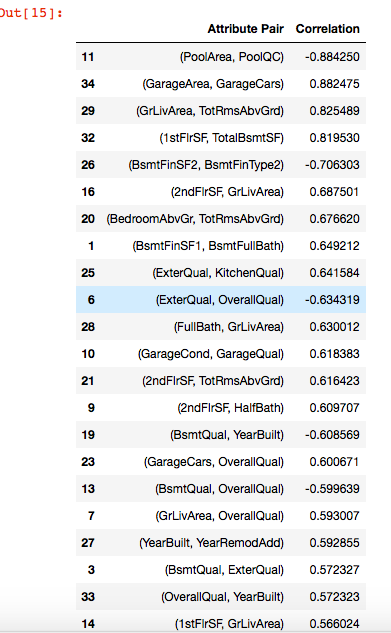 Out[15]:
Attribute Pair Correlation
11 (PoolArea, PoolQC) -0.884250
34 (GarageArea, GarageCars) 0.882475
29 (GrLivArea, TotRmsAbvGrd) 0.825489
32 (1stFlrSF, TotalBsmtSF) 0.819530
26 (BsmtFinSF2, BsmtFinType2) -0.706303
16 (2ndFlrSF, GrLivArea) 0.687501
20 (BedroomAbvGr, TotRmsAbvGrd) 0.676620
1 (BsmtFinSF1, BsmtFullBath) 0.649212
25 (ExterQual, KitchenQual) 0.641584
6 (ExterQual, OverallQual) -0.634319
28 (FullBath, GrLivArea) 0.630012
10 (GarageCond, GarageQual) 0.618383
21 (2ndFlrSF, TotRmsAbvGrd) 0.616423
9 (2ndFlrSF, HalfBath) 0.609707
19 (BsmtQual, YearBuilt) -0.608569
23 (GarageCars, OverallQual) 0.600671
13 (BsmtQual, OverallQual) -0.599639
7 (GrLivArea, OverallQual) 0.593007
27 (YearBuilt, YearRemodAdd) 0.592855
3 (BsmtQual, ExterQual) 0.572327
33 (OverallQual, YearBuilt) 0.572323
14 (1stFlrSF, GrLivArea) 0.566024